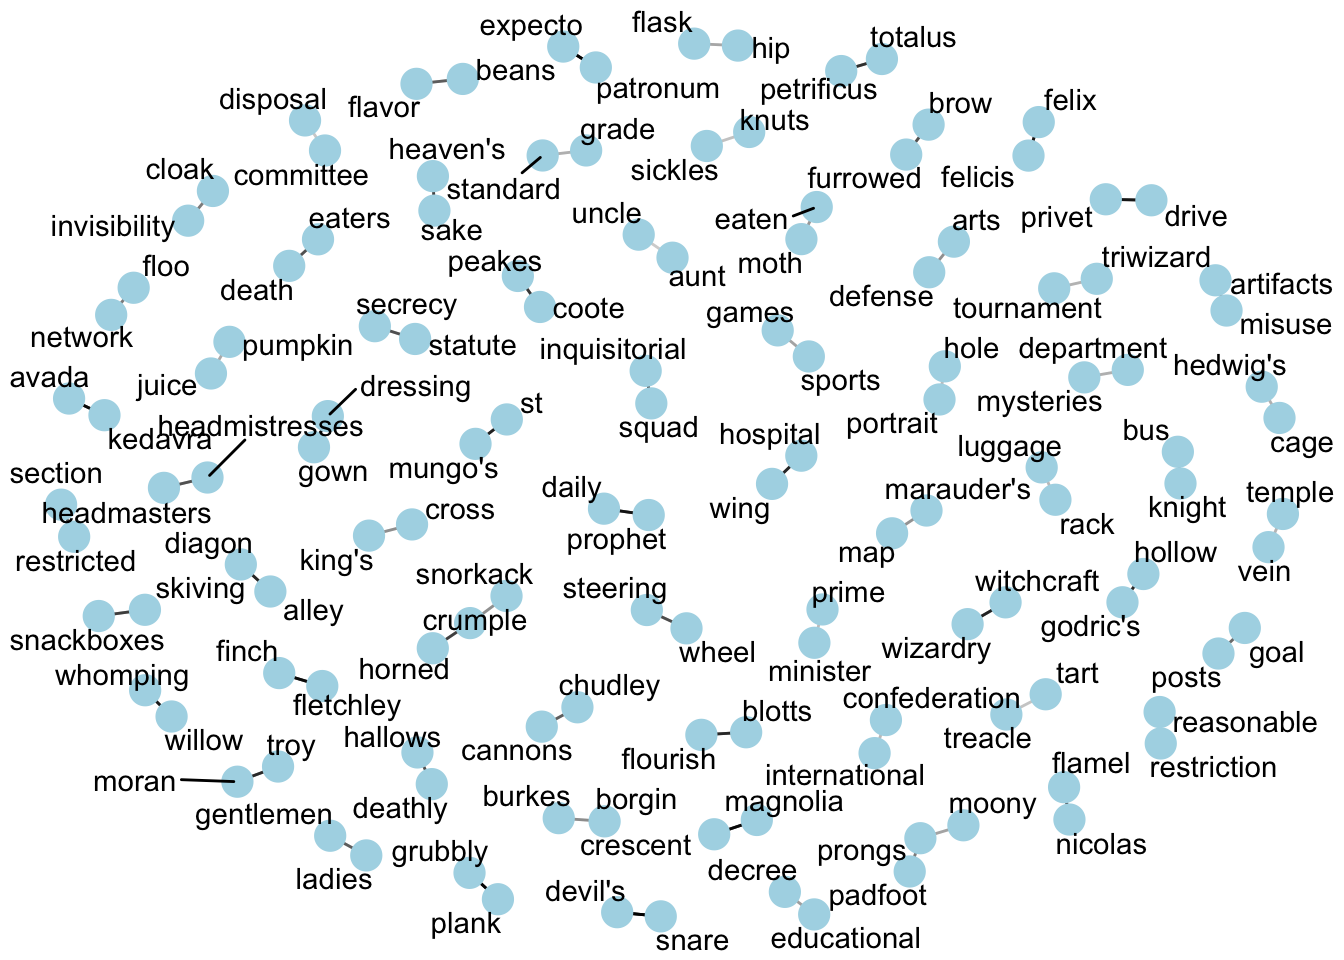 flask
expecto
totalus
hip
beans
petrificus
patronum
disposal
flavor
brow
felix
knuts
grade
heaven's
cloak
committee
standard
sickles
furrowed
felicis
uncle
eaten
arts
privet
drive
eaters
invisibility
sake
floo
peakes
aunt
moth
triwizard
artifacts
death
defense
secrecy
coote
games
tournament
misuse
network
pumpkin
statute
inquisitorial
hole
department
hedwig's
avada
juice
dressing
sports
mysteries
st
kedavra
headmistresses
squad
hospital
portrait
bus
cage
section
gown
mungo's
luggage
daily
marauder's
temple
headmasters
cross
wing
rack
knight
restricted
diagon
king's
prophet
map
hollow
vein
snorkack
skiving
alley
crumple
steering
prime
witchcraft
godric's
snackboxes
finch
horned
wheel
minister
wizardry
goal
whomping
chudley
confederation
tart
posts
fletchley
blotts
reasonable
willow
troy
hallows
cannons
flourish
treacle
moran
international
flamel
restriction
gentlemen
deathly
burkes
borgin
magnolia
moony
crescent
nicolas
ladies
grubbly
prongs
decree
padfoot
devil's
plank
snare
educational